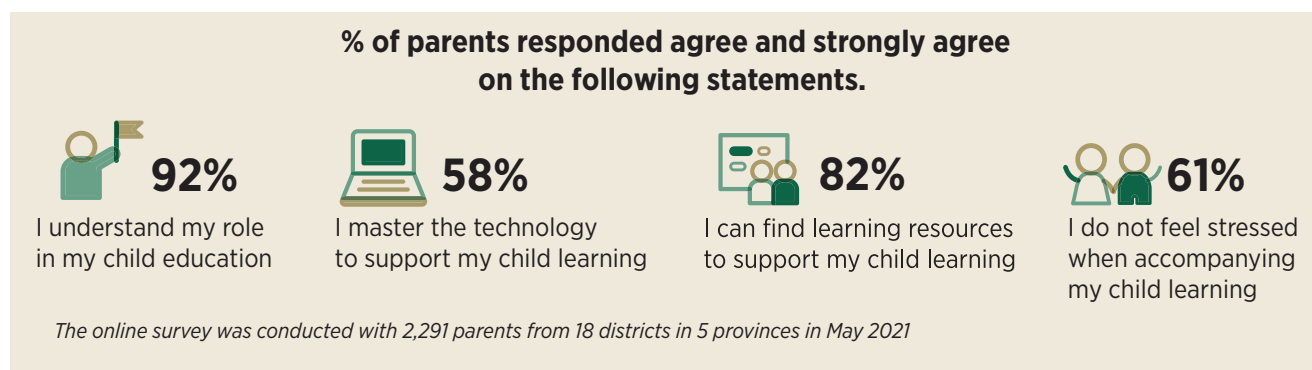 % of parents responded agree and strongly agree
on the following statements.
92%
I understand my role
in my child education
58%
I master the technology
to support my child learning
82%
I can find learning resources
to support my child learning
61%
I do not feel stressed
when accompanying
my child learning
The online survey was conducted with 2,291 parents from 18 districts in 5 provinces in May 2021